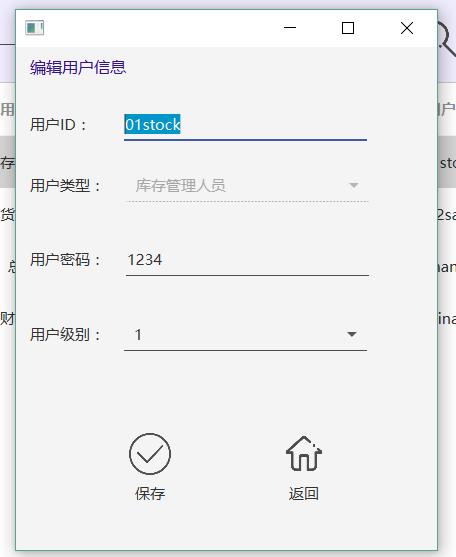 编辑用户信息
用户ID： 01stock
用户类型： 库存管理人员
用户密码： 1234
用户级别： 1
保存 返回